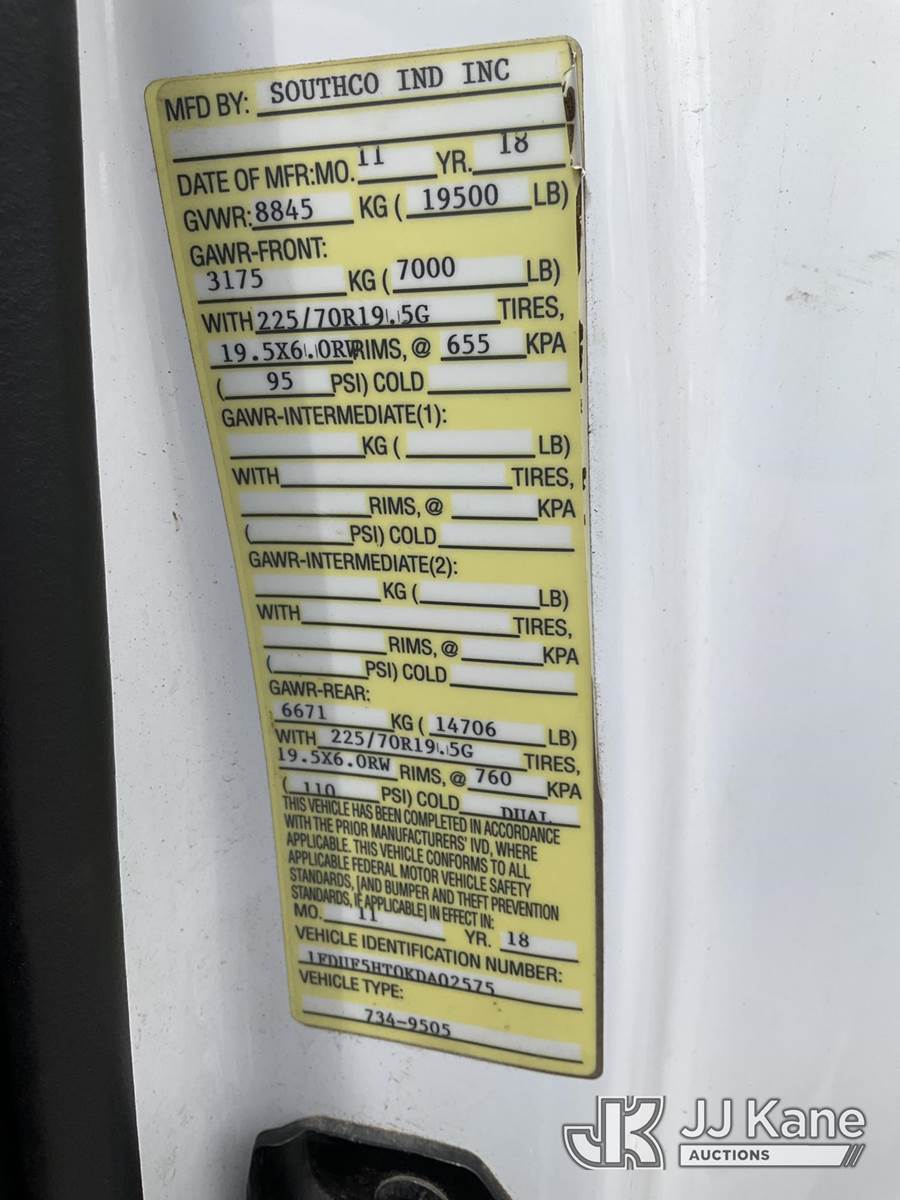 MFD BY: SOUTHCO IND INC
DATE OF MFR:MO. 11 YR. 18
GVWR: 8845 KG ( 19500 LB)
GAWR-FRONT:
3175 KG ( 7000 LB)
WITH 225/70R19.5G TIRES,
19.5X6.0RW RIMS, @ 655 KPA
( 95 PSI) COLD
GAWR-INTERMEDIATE(1):
KG ( LB)
WITH TIRES,
RIMS, @ KPA
( PSI) COLD
GAWR-INTERMEDIATE(2):
KG ( LB)
WITH TIRES,
RIMS, @ KPA
( PSI) COLD
GAWR-REAR:
6671 KG ( 14706 LB)
WITH 225/70R19.5G TIRES,
19.5X6.0RW RIMS, @ 760 KPA
( 110 PSI) COLD DUAL
THIS VEHICLE HAS BEEN COMPLETED IN ACCORDANCE
WITH THE PRIOR MANUFACTURERS' IVD, WHERE
APPLICABLE. THIS VEHICLE CONFORMS TO ALL
APPLICABLE FEDERAL MOTOR VEHICLE SAFETY
STANDARDS, [AND BUMPER AND THEFT PREVENTION
STANDARDS, IF APPLICABLE] IN EFFECT IN:
MO. 11 YR. 18
VEHICLE IDENTIFICATION NUMBER:
1FDUF5HT0KDA02575
VEHICLE TYPE:
734-9505
JK JJ Kane
AUCTIONS